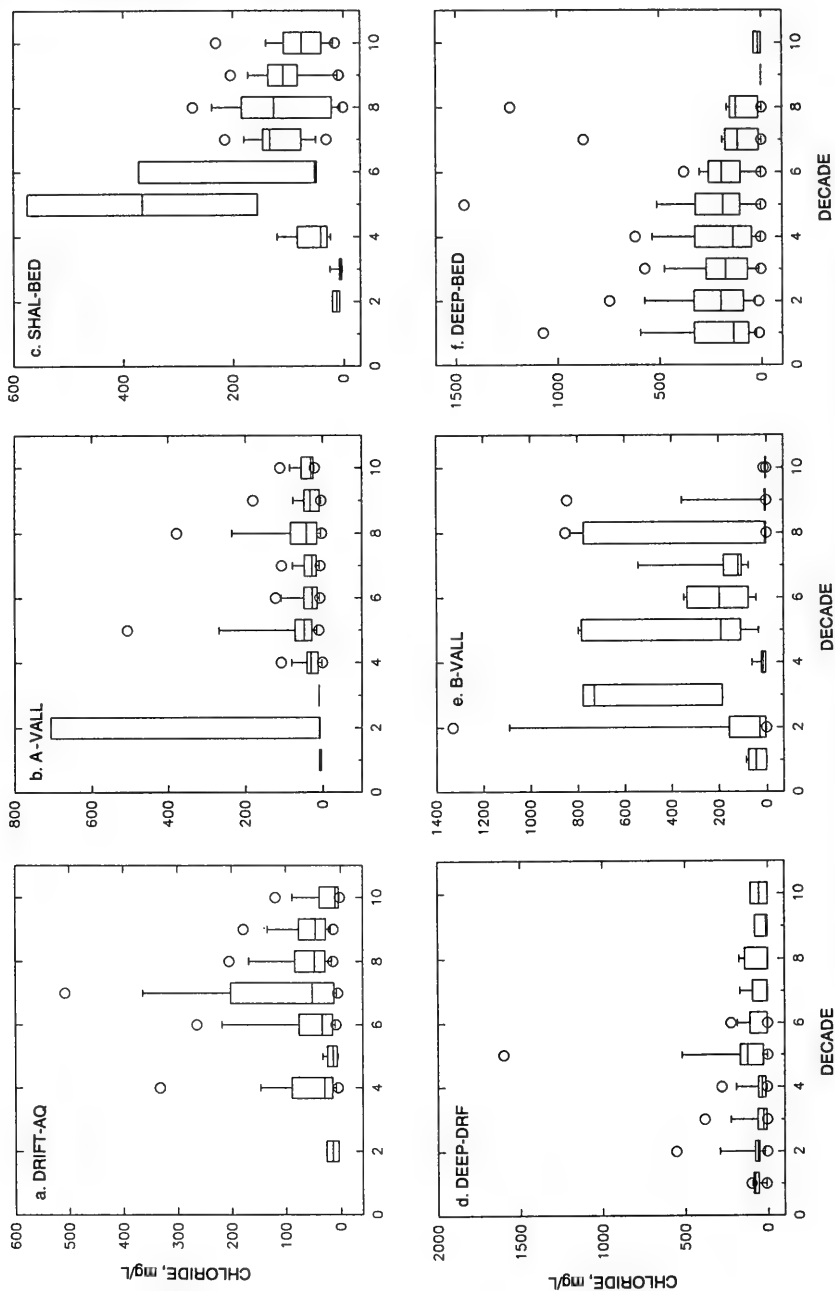 a. DRIFT-AQ
CHLORIDE, mg/L
600
500
400
300
200
100
0
0 2 4 6 8 10
b. A-VALL
800
600
400
200
0
0 2 4 6 8 10
c. SHAL-BED
600
400
200
0
0 2 4 6 8 10
d. DEEP-DRF
CHLORIDE, mg/L
2000
1500
1000
500
0
0 2 4 6 8 10
DECADE
e. B-VALL
1400
1200
1000
800
600
400
200
0
0 2 4 6 8 10
DECADE
f. DEEP-BED
1500
1000
500
0
0 2 4 6 8 10
DECADE